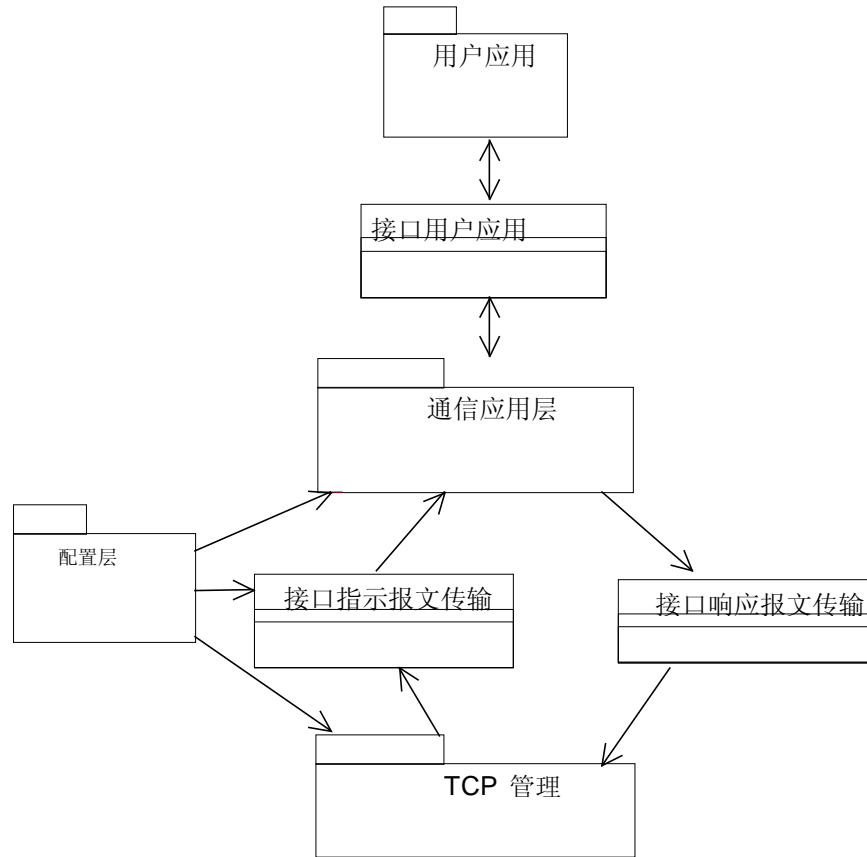 用户应用
接口用户应用
通信应用层
配置层
接口指示报文传输
接口响应报文传输
TCP 管理